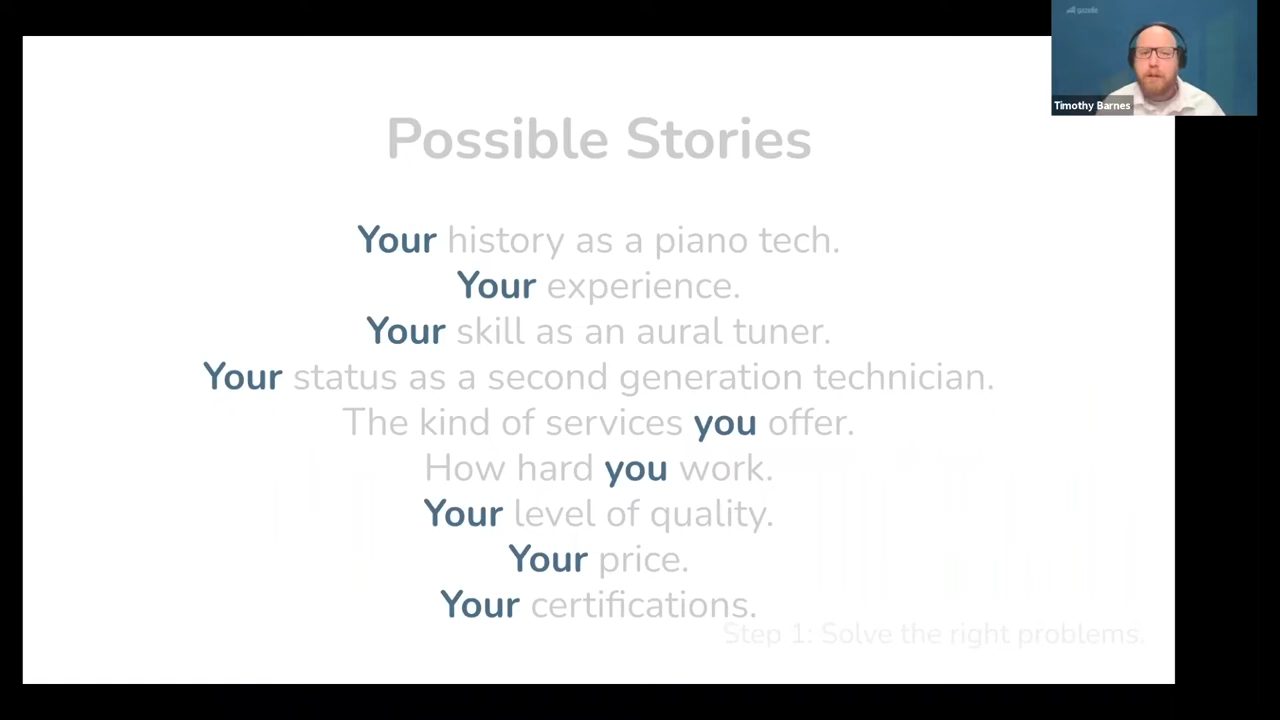 gazelle
Timothy Barnes
Possible Stories
Your history as a piano tech.
Your experience.
Your skill as an aural tuner.
Your status as a second generation technician.
The kind of services you offer.
How hard you work.
Your level of quality.
Your price.
Your certifications.
Step 1: Solve the right problems.